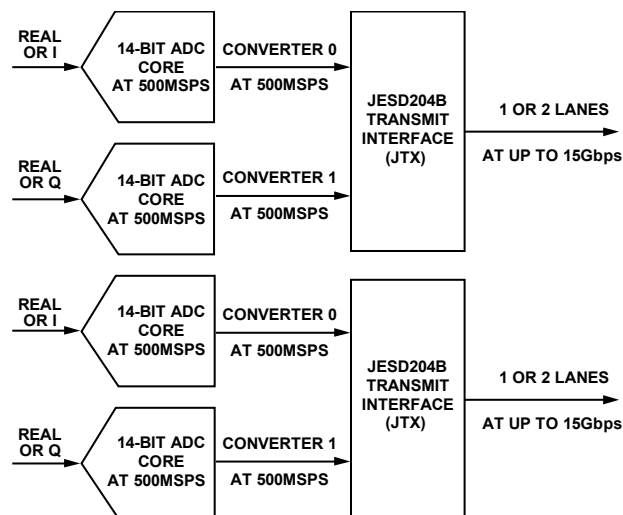 REAL
OR I
14-BIT ADC
CORE
AT 500MSPS
CONVERTER 0
AT 500MSPS
REAL
OR Q
14-BIT ADC
CORE
AT 500MSPS
CONVERTER 1
AT 500MSPS
JESD204B
TRANSMIT
INTERFACE
(JTX)
1 OR 2 LANES
AT UP TO 15Gbps
REAL
OR I
14-BIT ADC
CORE
AT 500MSPS
CONVERTER 0
AT 500MSPS
REAL
OR Q
14-BIT ADC
CORE
AT 500MSPS
CONVERTER 1
AT 500MSPS
JESD204B
TRANSMIT
INTERFACE
(JTX)
1 OR 2 LANES
AT UP TO 15Gbps